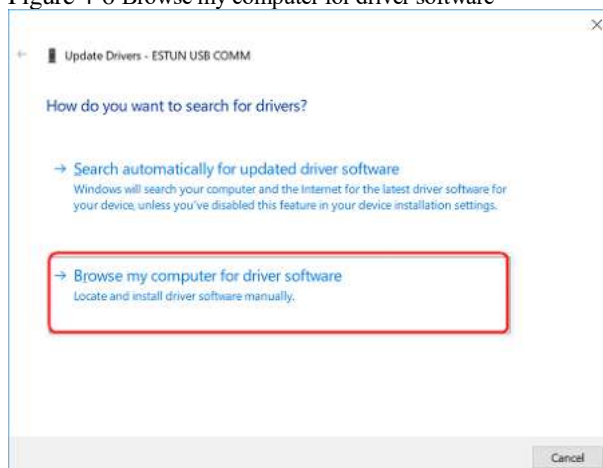 Figure 4-8 Browse my computer for driver software
Update Drivers - ESTUN USB COMM
How do you want to search for drivers?
→ Search automatically for updated driver software
Windows will search your computer and the Internet for the latest driver software for
your device, unless you've disabled this feature in your device installation settings.
→ Browse my computer for driver software
Locate and install driver software manually.
Cancel